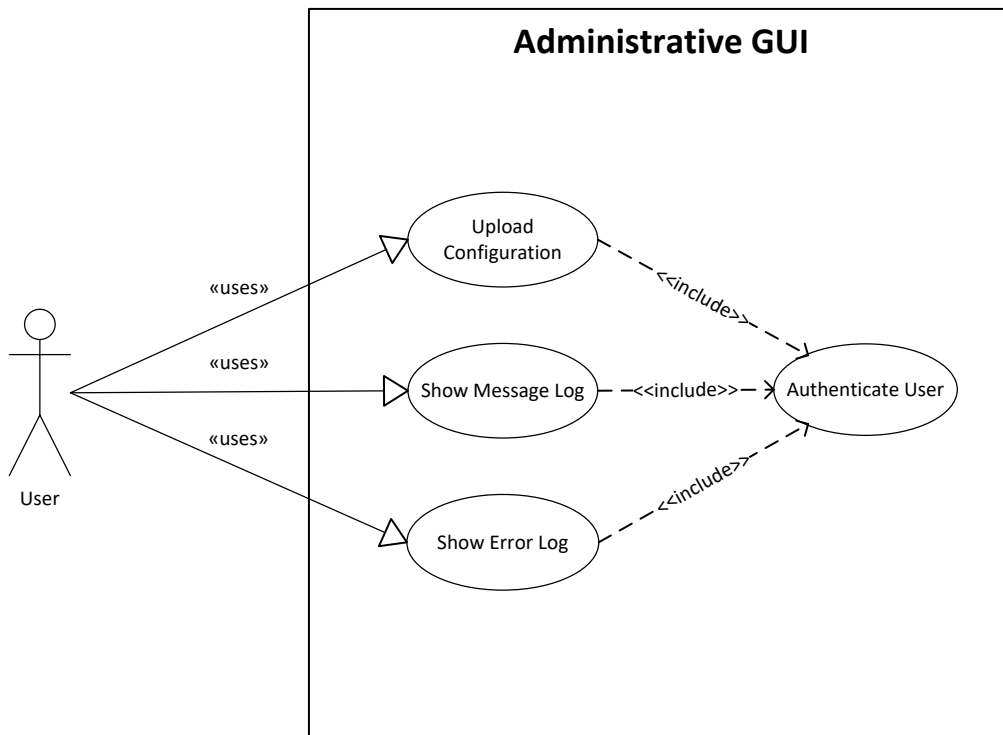 Administrative GUI
Upload
Configuration
«uses»
<<include>>
«uses»
Show Message Log
<<include>>
Authenticate User
«uses»
<<include>>
User
Show Error Log